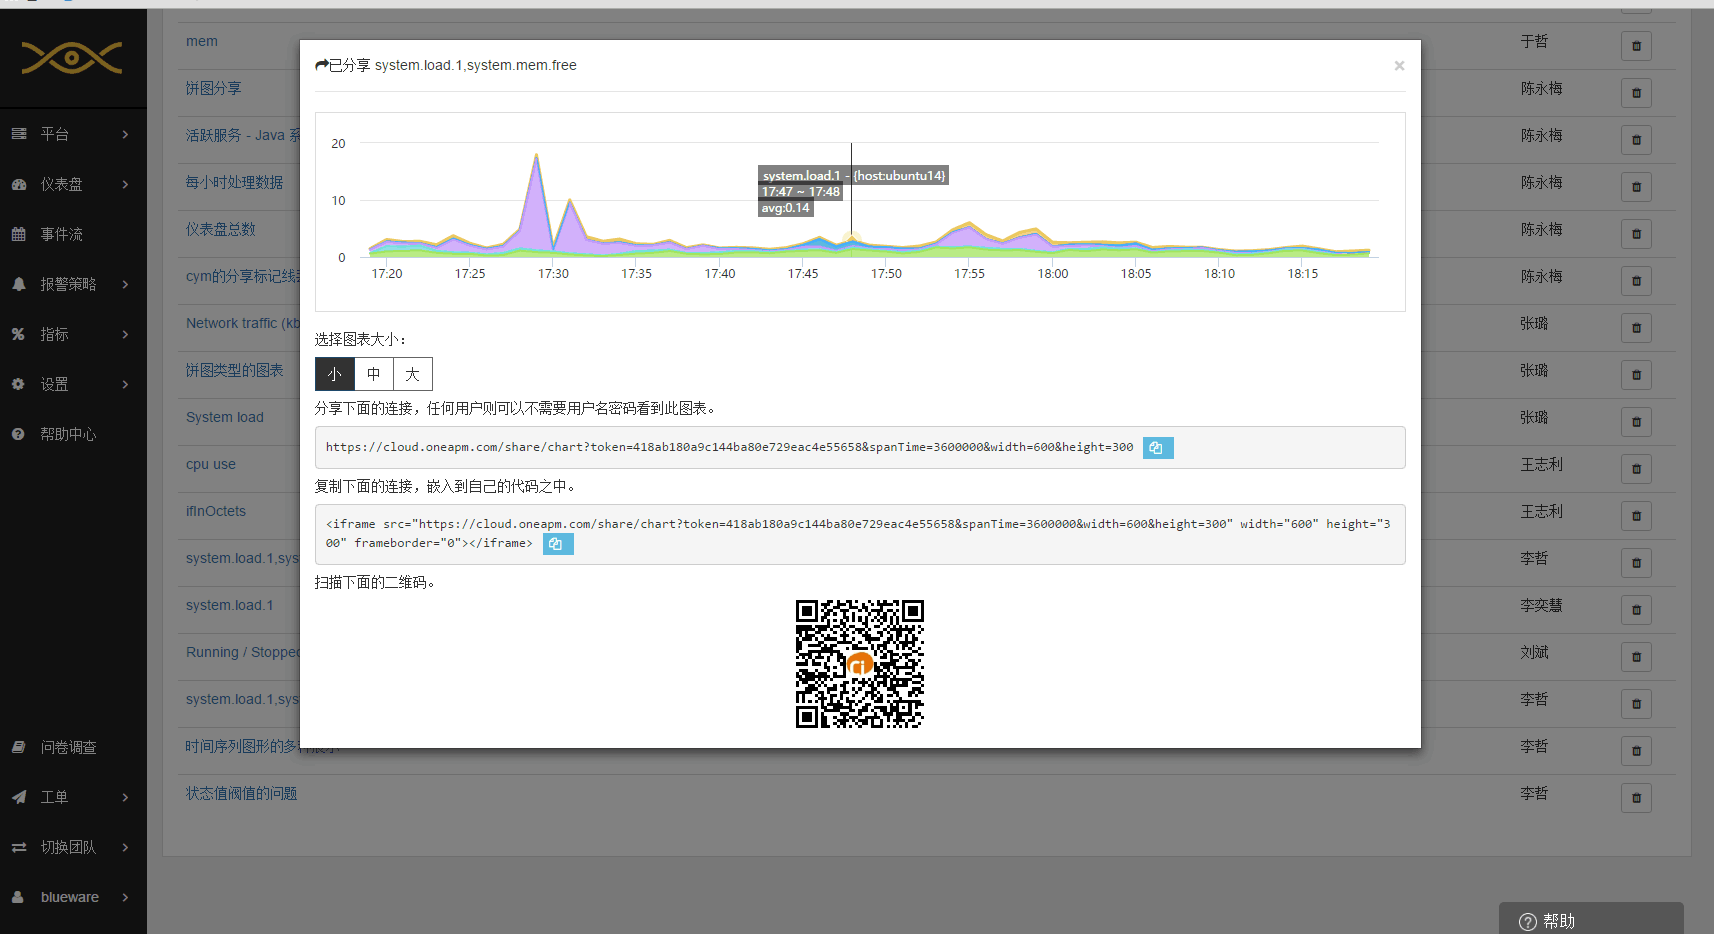 平台
仪表盘
事件流
报警策略
指标
设置
帮助中心
问卷调查
工单
切换团队
blueware
mem
于哲
饼图分享
陈永梅
活跃服务 - Java 系
陈永梅
每小时处理数据
陈永梅
仪表盘总数
陈永梅
cym的分享标记线
陈永梅
Network traffic (kb
张璐
饼图类型的图表
张璐
System load
张璐
cpu use
王志利
ifInOctets
王志利
system.load.1,sys
李哲
system.load.1
李奕慧
Running / Stopped
刘斌
system.load.1,sys
李哲
时间序列图形的多种展示
李哲
状态值阈值的问题
李哲
已分享 system.load.1,system.mem.free
×
20
10
0
system.load.1 - {host:ubuntu14}
17:47 ~ 17:48
avg:0.14
17:20 17:25 17:30 17:35 17:40 17:45 17:50 17:55 18:00 18:05 18:10 18:15
选择图表大小：
小 中 大
分享下面的连接，任何用户则可以不需要用户名密码看到此图表。
https://cloud.oneapm.com/share/chart?token=418ab180a9c144ba80e729eac4e55658&spanTime=3600000&width=600&height=300
复制下面的连接，嵌入到自己的代码之中。
<iframe src="https://cloud.oneapm.com/share/chart?token=418ab180a9c144ba80e729eac4e55658&spanTime=3600000&width=600&height=300" width="600" height="3
00" frameborder="0"></iframe>
扫描下面的二维码。
帮助